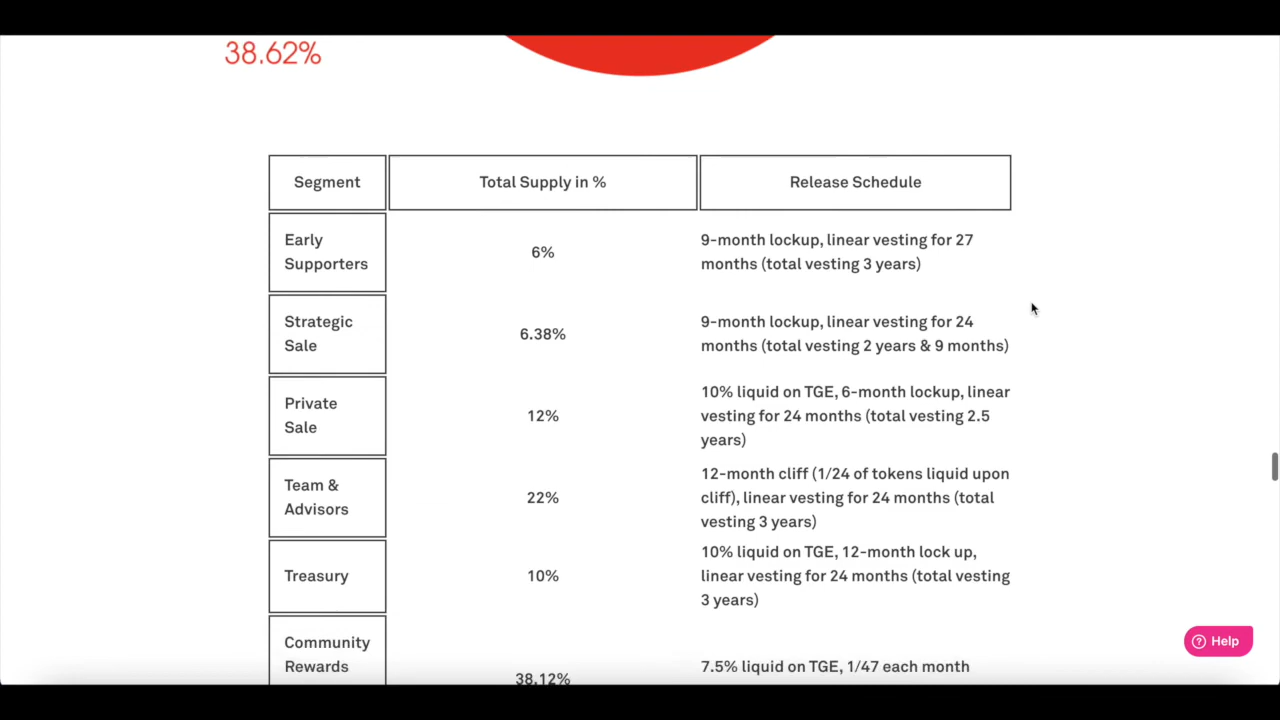 38.62%
Segment
Total Supply in %
Release Schedule
Early
Supporters
6%
9-month lockup, linear vesting for 27
months (total vesting 3 years)
Strategic
Sale
6.38%
9-month lockup, linear vesting for 24
months (total vesting 2 years & 9 months)
Private
Sale
12%
10% liquid on TGE, 6-month lockup, linear
vesting for 24 months (total vesting 2.5
years)
Team &
Advisors
22%
12-month cliff (1/24 of tokens liquid upon
cliff), linear vesting for 24 months (total
vesting 3 years)
Treasury
10%
10% liquid on TGE, 12-month lock up,
linear vesting for 24 months (total vesting
3 years)
Community
Rewards
38.12%
7.5% liquid on TGE, 1/47 each month
Help